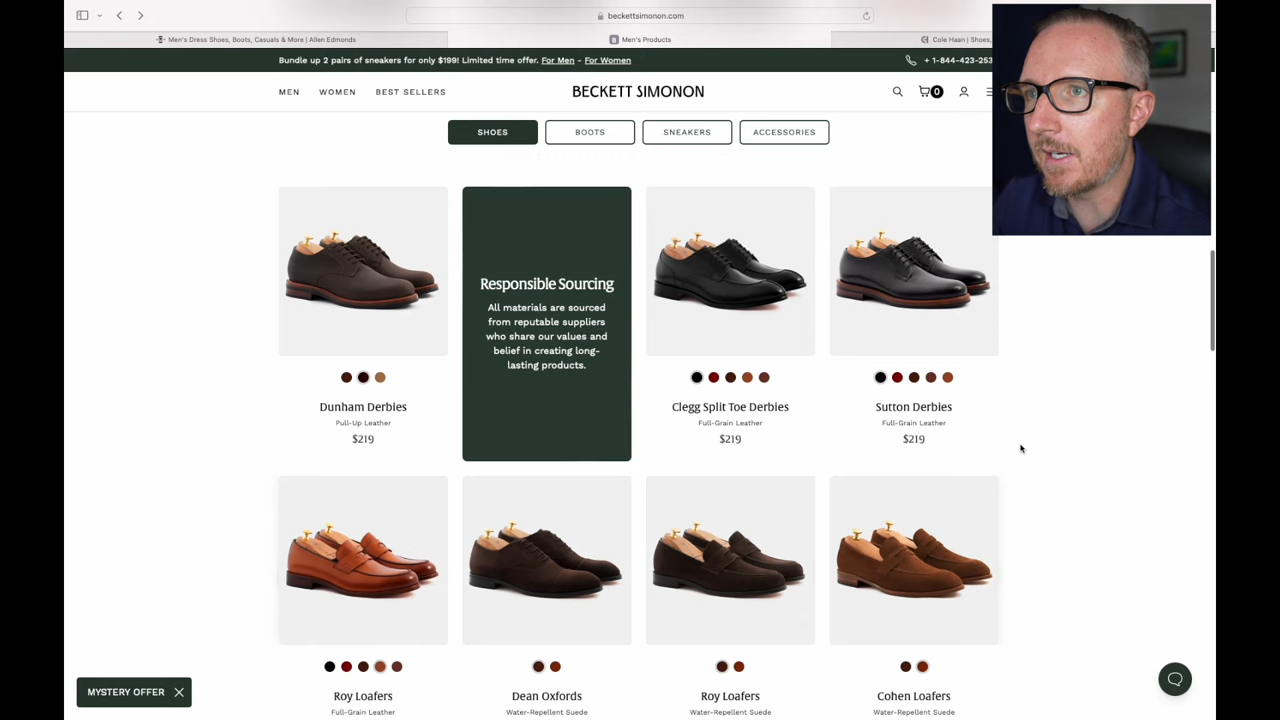 beckettsimonon.com
Men's Dress Shoes, Boots, Casuals & More | Allen Edmonds
Men's Products
Cole Haan | Shoes,
Bundle up 2 pairs of sneakers for only $199! Limited time offer. For Men - For Women
+ 1-844-423-253
MEN WOMEN BEST SELLERS
BECKETT SIMONON
0
SHOES
BOOTS
SNEAKERS
ACCESSORIES
Responsible Sourcing
All materials are sourced
from reputable suppliers
who share our values and
belief in creating long-
lasting products.
Dunham Derbies
Pull-Up Leather
$219
Clegg Split Toe Derbies
Full-Grain Leather
$219
Sutton Derbies
Full-Grain Leather
$219
Roy Loafers
Full-Grain Leather
Dean Oxfords
Water-Repellent Suede
Roy Loafers
Water-Repellent Suede
Cohen Loafers
Water-Repellent Suede
MYSTERY OFFER